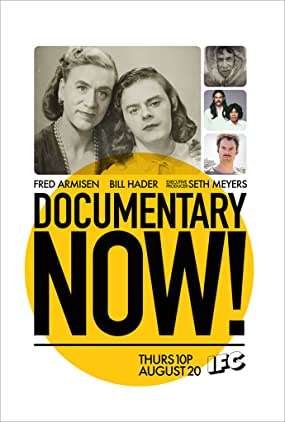 FRED ARMISEN BILL HADER EXECUTIVE PRODUCER SETH MEYERS
DOCUMENTARY
NOW!
THURS 10P
AUGUST 20 IFC